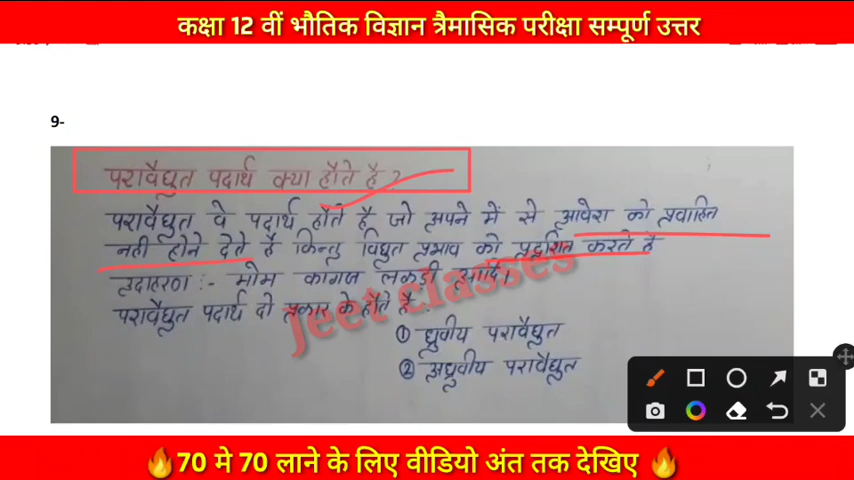 कक्षा 12 वीं भौतिक विज्ञान त्रैमासिक परीक्षा सम्पूर्ण उत्तर
9-
परावैद्युत पदार्थ क्या होते है ?
परावैद्युत वे पदार्थ होते है जो अपने में से आवेश को प्रवाहित
नही होने देते है किन्तु विद्युत प्रभाव को प्रदर्शित करते है
उदाहरण :- मोम कागज लकड़ी आदि
परावैद्युत पदार्थ दो प्रकार के होते है
① ध्रुवीय परावैद्युत
② अध्रुवीय परावैद्युत
jeet classes
🔥70 मे 70 लाने के लिए वीडियो अंत तक देखिए 🔥